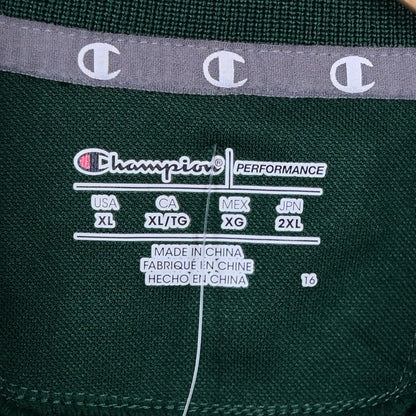 Champion® PERFORMANCE
USA CA MEX JPN
XL XL/TG XG 2XL
MADE IN CHINA
FABRIQUÉ EN CHINE
HECHO EN CHINA
16